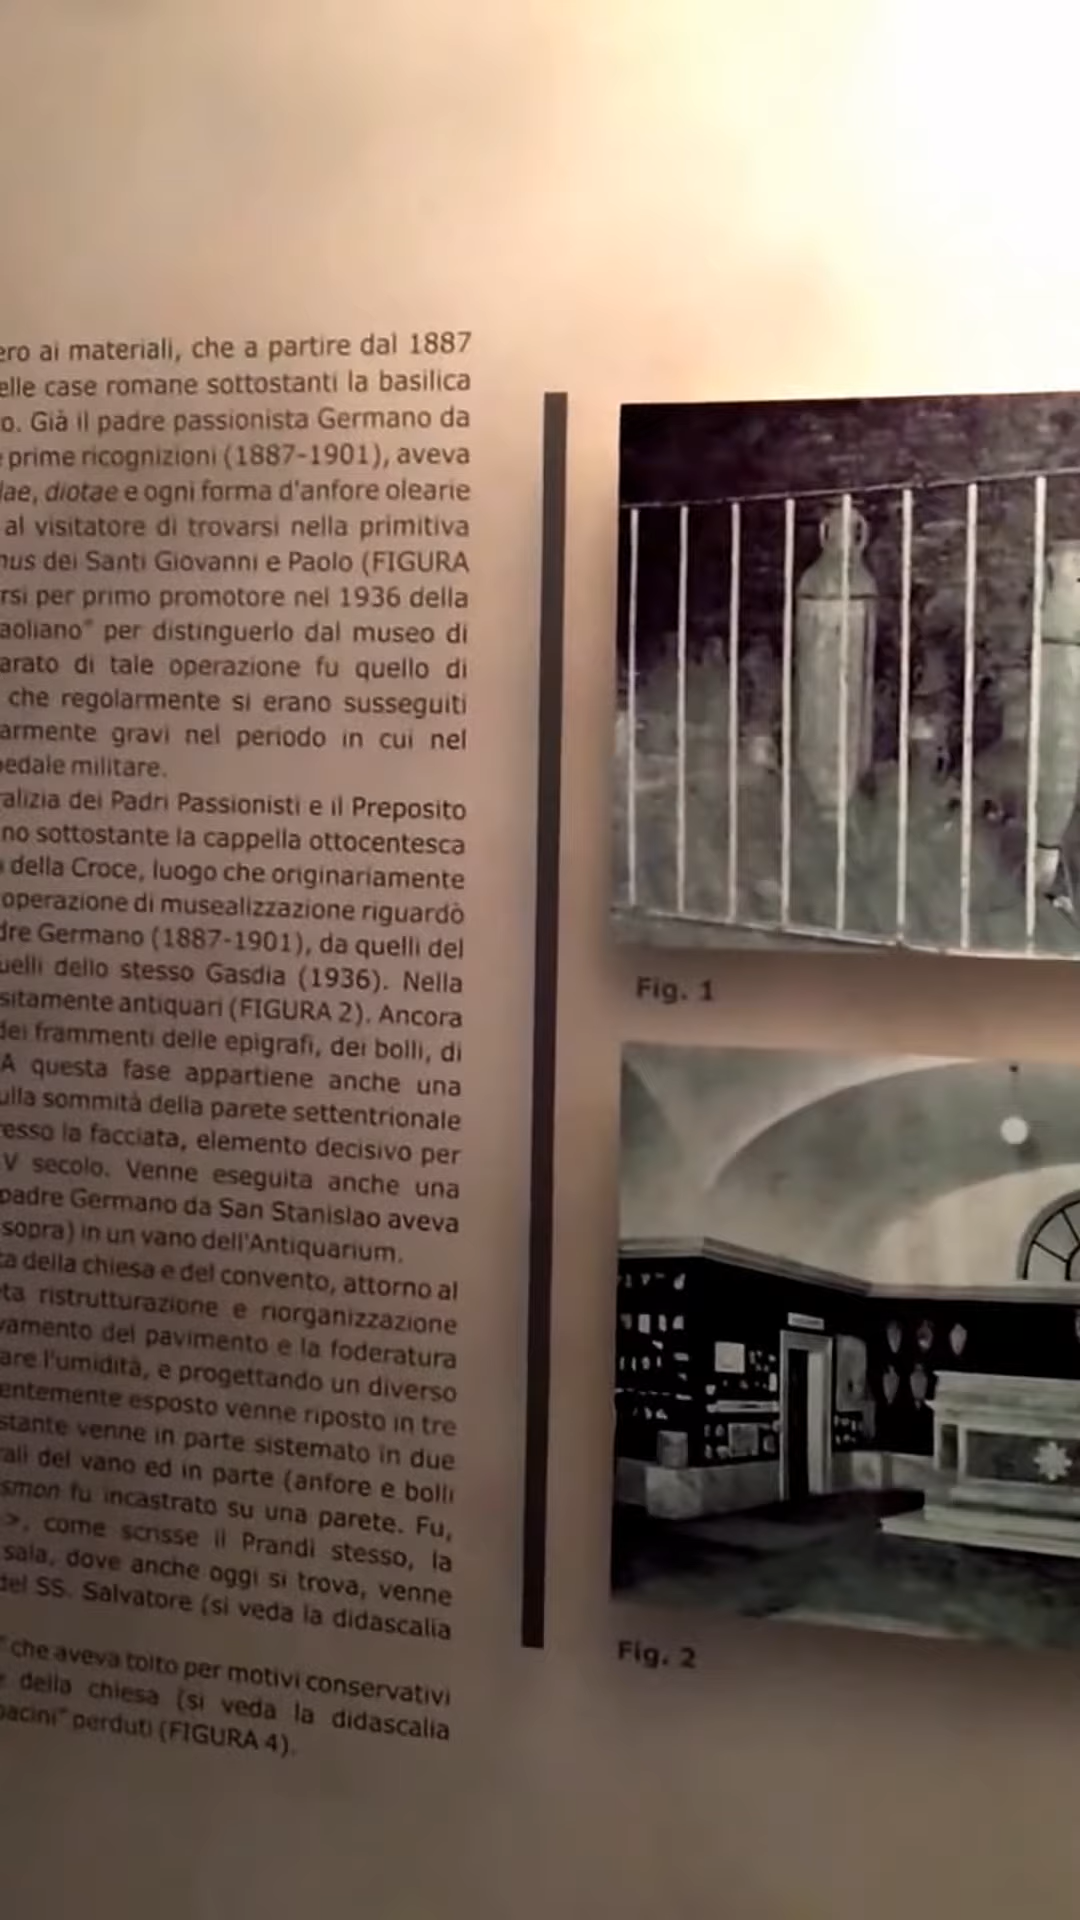 ero ai materiali, che a partire dal 1887
elle case romane sottostanti la basilica
o. Già il padre passionista Germano da
prime ricognizioni (1887-1901), aveva
lae, diotae e ogni forma d'anfore olearie
al visitatore di trovarsi nella primitiva
nus dei Santi Giovanni e Paolo (FIGURA
rsi per primo promotore nel 1936 della
aoliano" per distinguerlo dal museo di
arato di tale operazione fu quello di
che regolarmente si erano susseguiti
armente gravi nel periodo in cui nel
pedale militare.
ralizia dei Padri Passionisti e il Preposito
no sottostante la cappella ottocentesca
della Croce, luogo che originariamente
operazione di musealizzazione riguardò
dre Germano (1887-1901), da quelli del
uelli dello stesso Gasdia (1936). Nella
sitamente antiquari (FIGURA 2). Ancora
dei frammenti delle epigrafi, dei bolli, di
A questa fase appartiene anche una
ulla sommità della parete settentrionale
resso la facciata, elemento decisivo per
V secolo. Venne eseguita anche una
padre Germano da San Stanislao aveva
sopra) in un vano dell'Antiquarium.
ta della chiesa e del convento, attorno al
eta ristrutturazione e riorganizzazione
vamento del pavimento e la foderatura
are l'umidità, e progettando un diverso
entemente esposto venne riposto in tre
stante venne in parte sistemato in due
rali del vano ed in parte (anfore e bolli
smon fu incastrato su una parete. Fu,
>, come scrisse il Prandi stesso, la
sala, dove anche oggi si trova, venne
del SS. Salvatore (si veda la didascalia
" che aveva tolto per motivi conservativi
e della chiesa (si veda la didascalia
bacini" perduti (FIGURA 4).
Fig. 1
Fig. 2